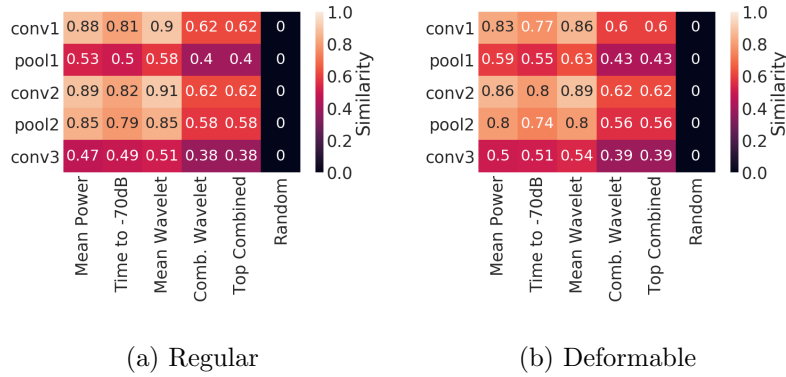 conv1 0.88 0.81 0.9 0.62 0.62 0
pool1 0.53 0.5 0.58 0.4 0.4 0
conv2 0.89 0.82 0.91 0.62 0.62 0
pool2 0.85 0.79 0.85 0.58 0.58 0
conv3 0.47 0.49 0.51 0.38 0.38 0
Mean Power
Time to -70dB
Mean Wavelet
Comb. Wavelet
Top Combined
Random
1.0
0.8
0.6
0.4
0.2
0.0
Similarity
(a) Regular
conv1 0.83 0.77 0.86 0.6 0.6 0
pool1 0.59 0.55 0.63 0.43 0.43 0
conv2 0.86 0.8 0.89 0.62 0.62 0
pool2 0.8 0.74 0.8 0.56 0.56 0
conv3 0.5 0.51 0.54 0.39 0.39 0
Mean Power
Time to -70dB
Mean Wavelet
Comb. Wavelet
Top Combined
Random
1.0
0.8
0.6
0.4
0.2
0.0
Similarity
(b) Deformable